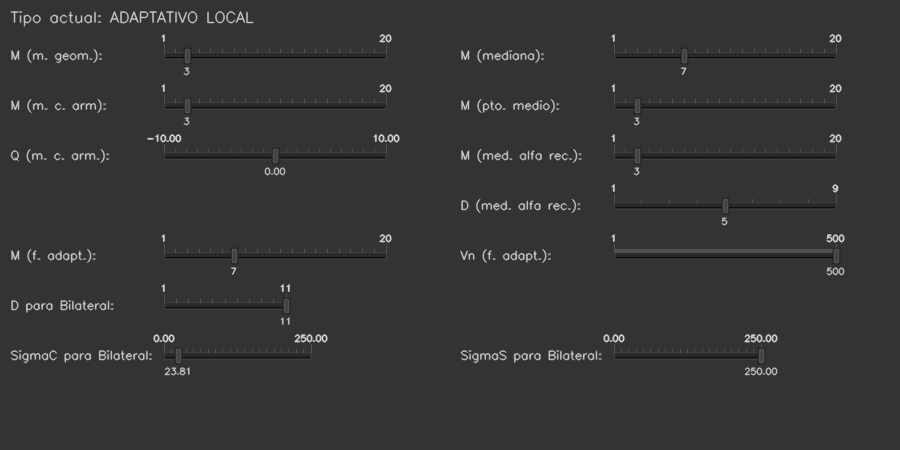 Tipo actual: ADAPTATIVO LOCAL
1 20
M (m. geom.):
3
1 20
M (mediana):
7
1 20
M (m. c. arm):
3
1 20
M (pto. medio):
3
-10.00 10.00
Q (m. c. arm.):
0.00
1 20
M (med. alfa rec.):
3
1 9
D (med. alfa rec.):
5
1 20
M (f. adapt.):
7
1 500
Vn (f. adapt.):
500
1 11
D para Bilateral:
11
0.00 250.00
SigmaC para Bilateral:
23.81
0.00 250.00
SigmaS para Bilateral:
250.00